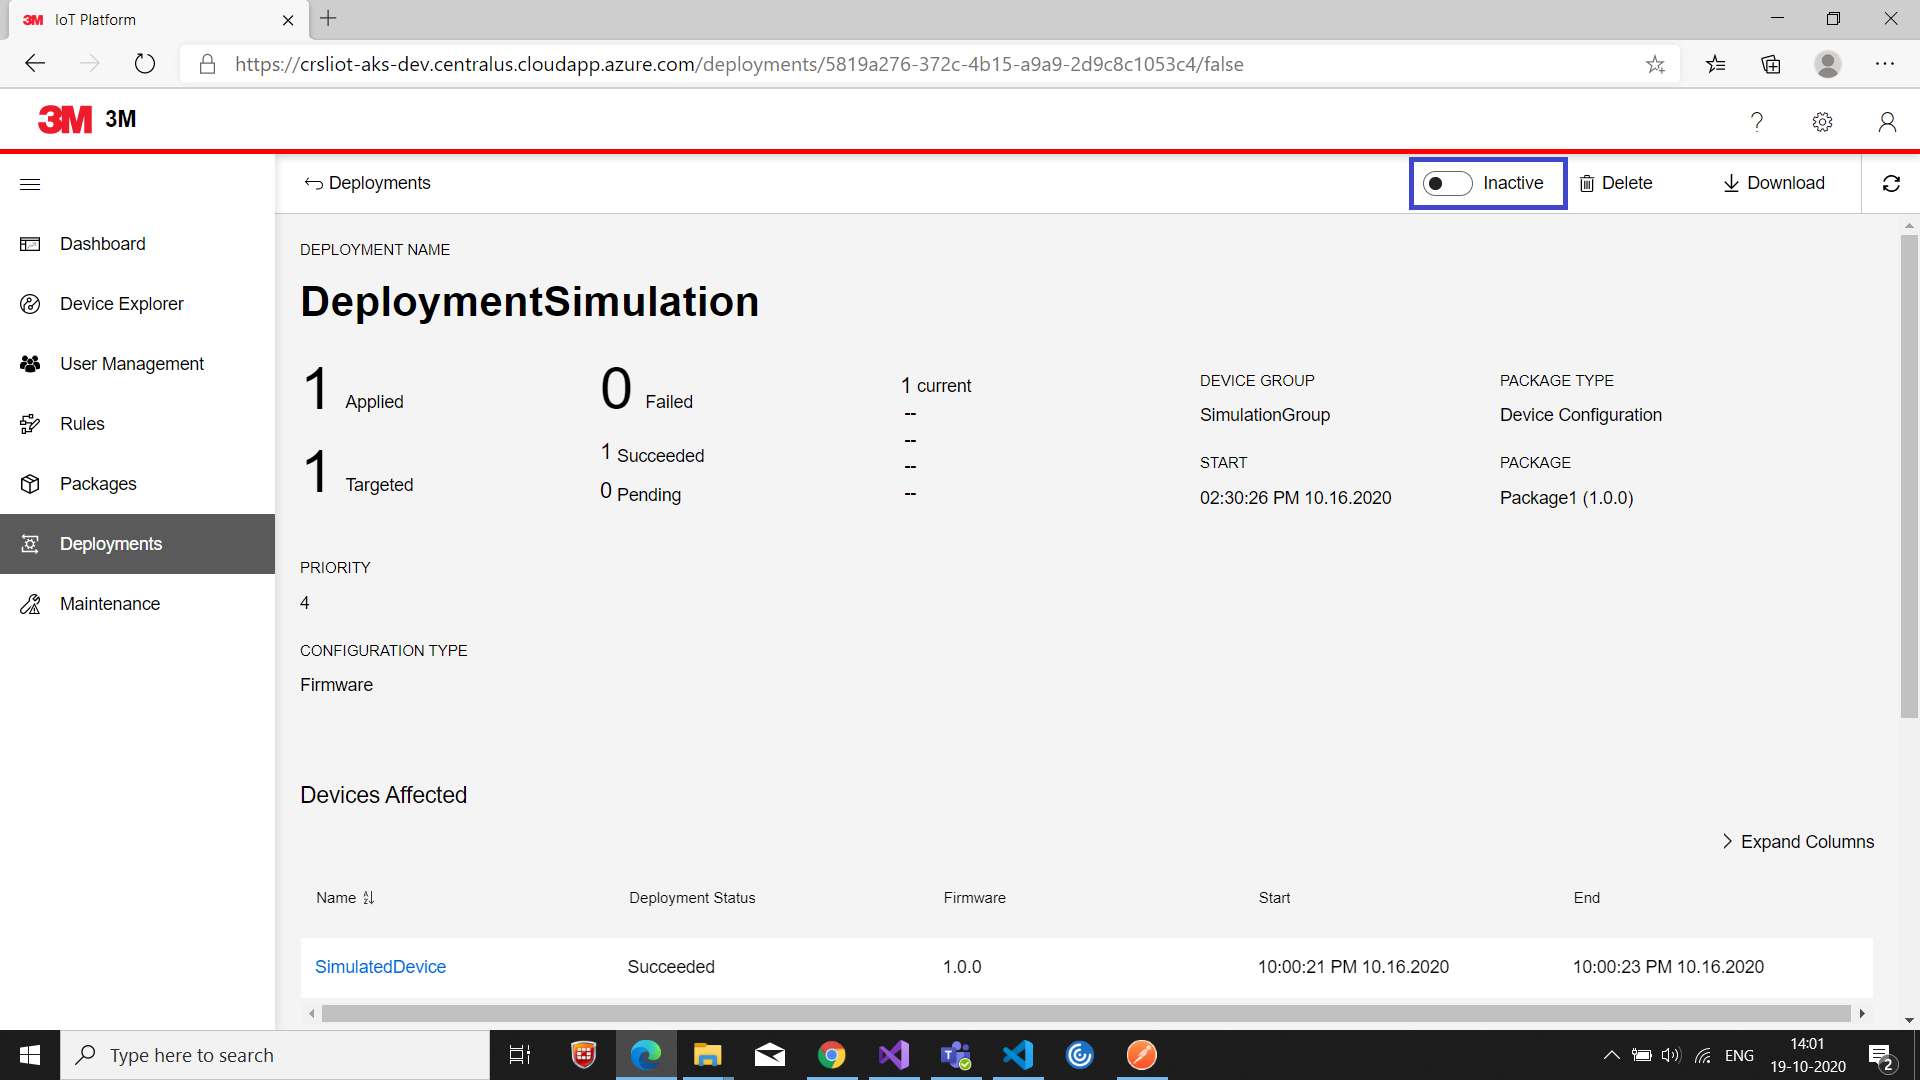 3M IoT Platform
https://crsliot-aks-dev.centralus.cloudapp.azure.com/deployments/5819a276-372c-4b15-a9a9-2d9c8c1053c4/false
3M 3M
Deployments
Inactive
Delete
Download
Dashboard
Device Explorer
User Management
Rules
Packages
Deployments
Maintenance
DEPLOYMENT NAME
DeploymentSimulation
1 Applied
1 Targeted
0 Failed
1 Succeeded
0 Pending
1 current
--
--
--
--
DEVICE GROUP
SimulationGroup
START
02:30:26 PM 10.16.2020
PACKAGE TYPE
Device Configuration
PACKAGE
Package1 (1.0.0)
PRIORITY
4
CONFIGURATION TYPE
Firmware
Devices Affected
Expand Columns
Name Deployment Status Firmware Start End
SimulatedDevice Succeeded 1.0.0 10:00:21 PM 10.16.2020 10:00:23 PM 10.16.2020
Type here to search
ENG
14:01
19-10-2020
2